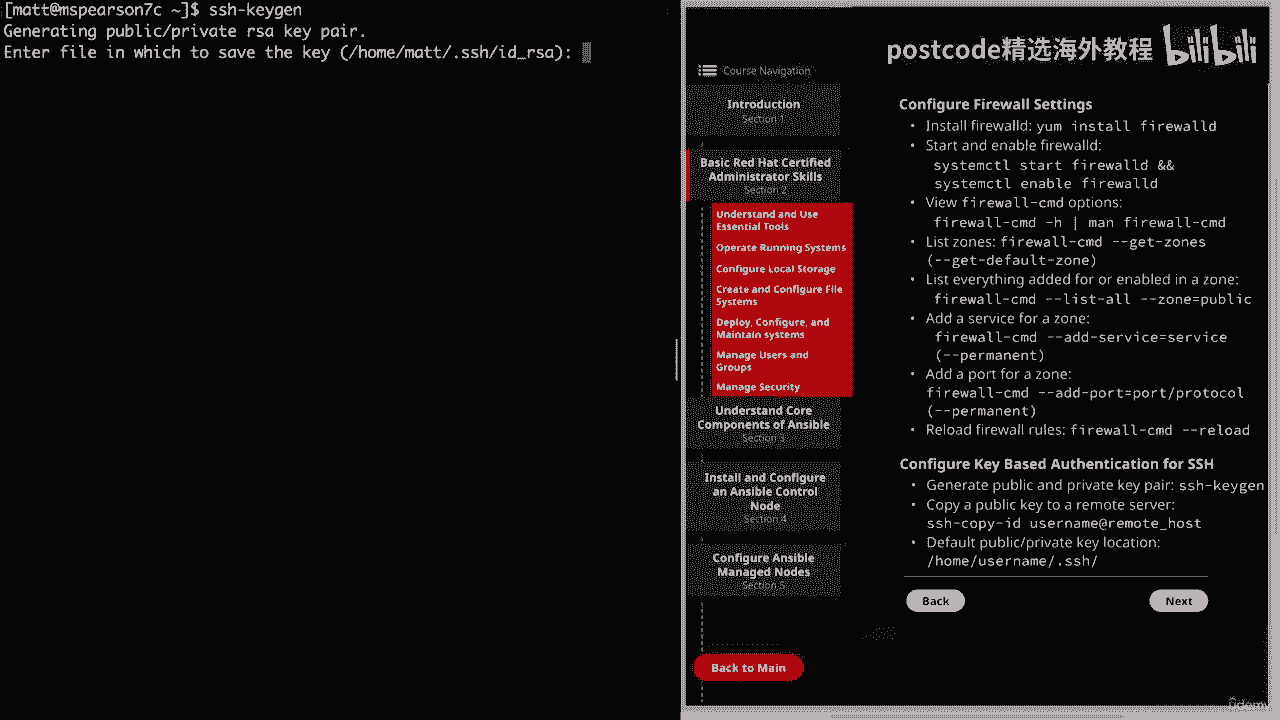 [matt@mspearson7c ~]$ ssh-keygen
Generating public/private rsa key pair.
Enter file in which to save the key (/home/matt/.ssh/id_rsa):
postcode精选海外教程 bilibili
Course Navigation
Introduction
Section 1
Basic Red Hat Certified
Administrator Skills
Section 2
Understand and Use
Essential Tools
Operate Running Systems
Configure Local Storage
Create and Configure File
Systems
Deploy, Configure, and
Maintain systems
Manage Users and
Groups
Manage Security
Understand Core
Components of Ansible
Section 3
Install and Configure
an Ansible Control
Node
Section 4
Configure Ansible
Managed Nodes
Section 5
Back to Main
Configure Firewall Settings
• Install firewalld: yum install firewalld
• Start and enable firewalld:
systemctl start firewalld &&
systemctl enable firewalld
• View firewall-cmd options:
firewall-cmd -h | man firewall-cmd
• List zones: firewall-cmd --get-zones
(--get-default-zone)
• List everything added for or enabled in a zone:
firewall-cmd --list-all --zone=public
• Add a service for a zone:
firewall-cmd --add-service=service
(--permanent)
• Add a port for a zone:
firewall-cmd --add-port=port/protocol
(--permanent)
• Reload firewall rules: firewall-cmd --reload
Configure Key Based Authentication for SSH
• Generate public and private key pair: ssh-keygen
• Copy a public key to a remote server:
ssh-copy-id username@remote_host
• Default public/private key location:
/home/username/.ssh/
Back
Next
Udemy